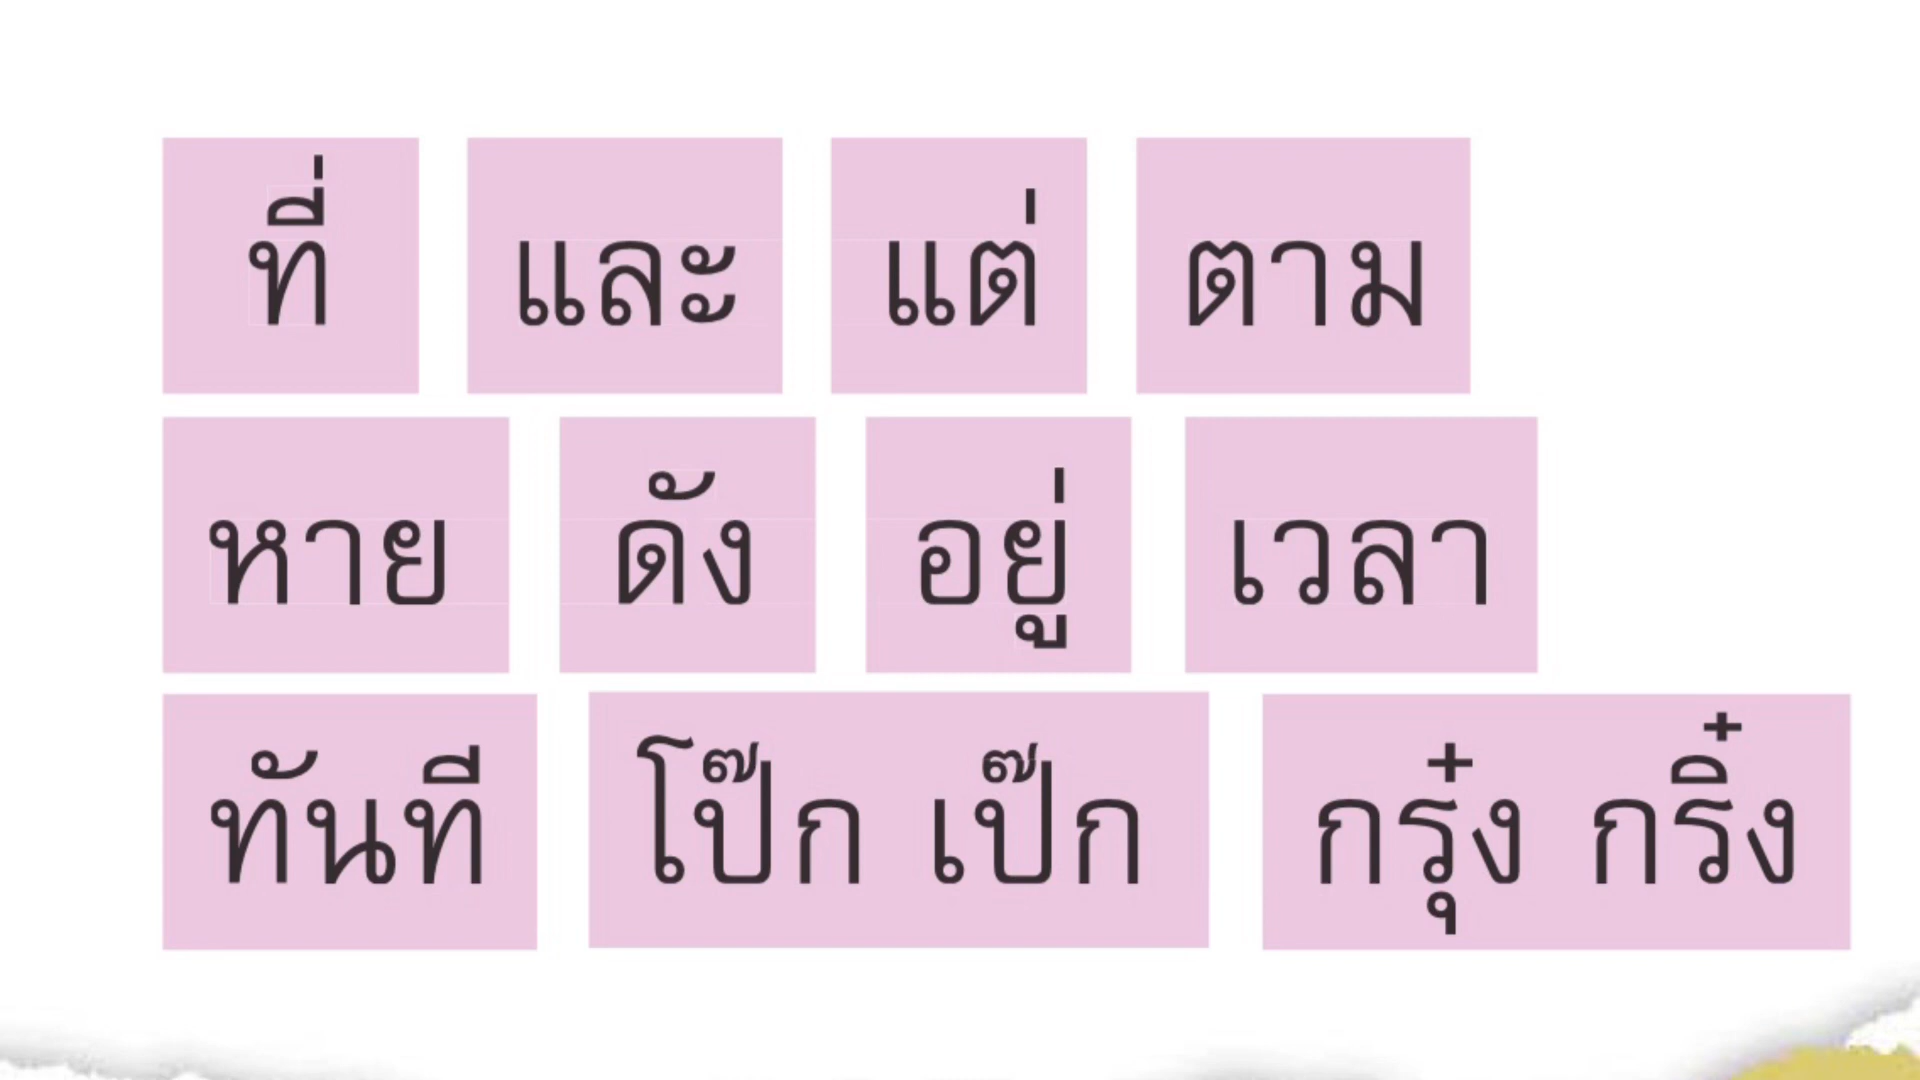 ที่ และ แต่ ตาม
หาย ดัง อยู่ เวลา
ทันที โป๊ก เป๊ก กรุ๋ง กริ๋ง